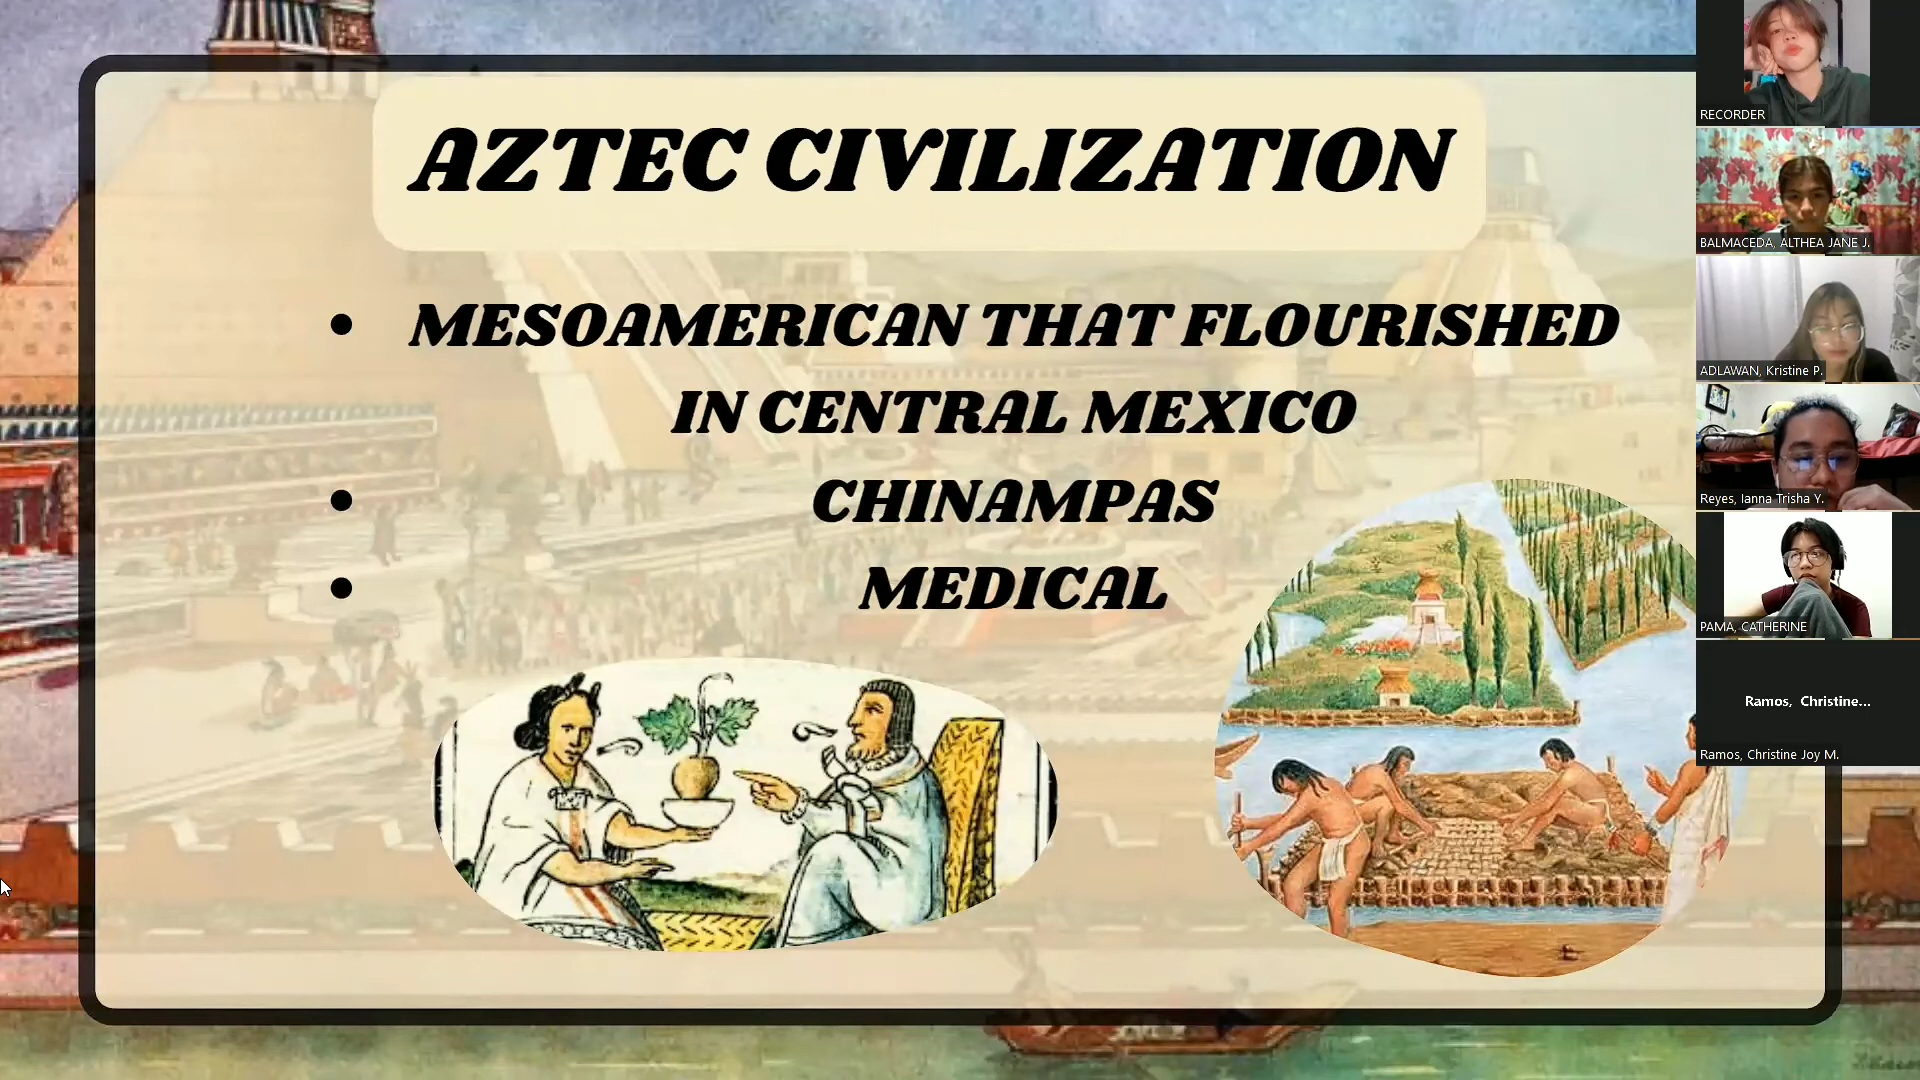 AZTEC CIVILIZATION
• MESOAMERICAN THAT FLOURISHED
IN CENTRAL MEXICO
• CHINAMPAS
• MEDICAL
RECORDER
BALMACEDA, ALTHEA JANE J.
ADLAWAN, Kristine P.
Reyes, Ianna Trisha Y.
PAMA, CATHERINE
Ramos, Christine...
Ramos, Christine Joy M.